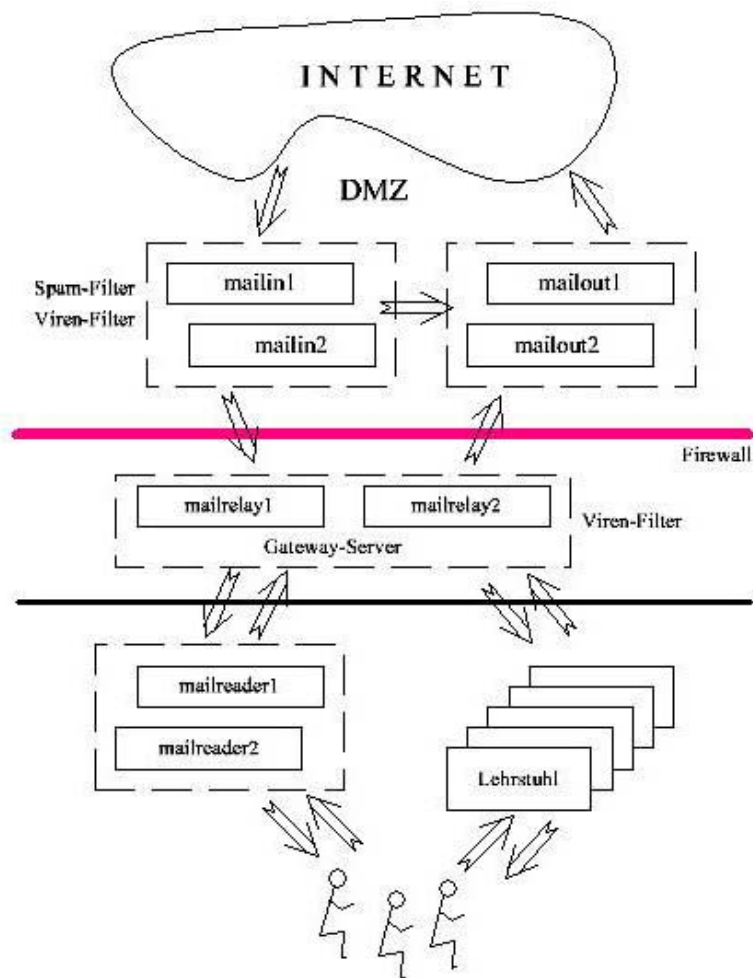 INTERNET
DMZ
Spam-Filter
Viren-Filter
mailin1
mailin2
mailout1
mailout2
Firewall
mailrelay1
mailrelay2
Gateway-Server
Viren-Filter
mailreader1
mailreader2
Lehrstuhl